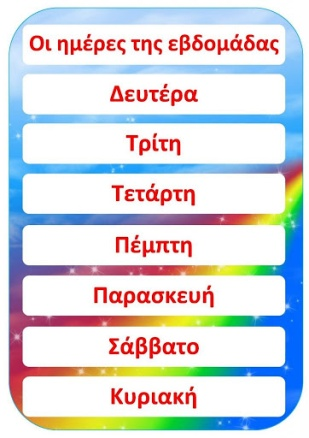 Οι ημέρες της εβδομάδας
Δευτέρα
Τρίτη
Τετάρτη
Πέμπτη
Παρασκευή
Σάββατο
Κυριακή